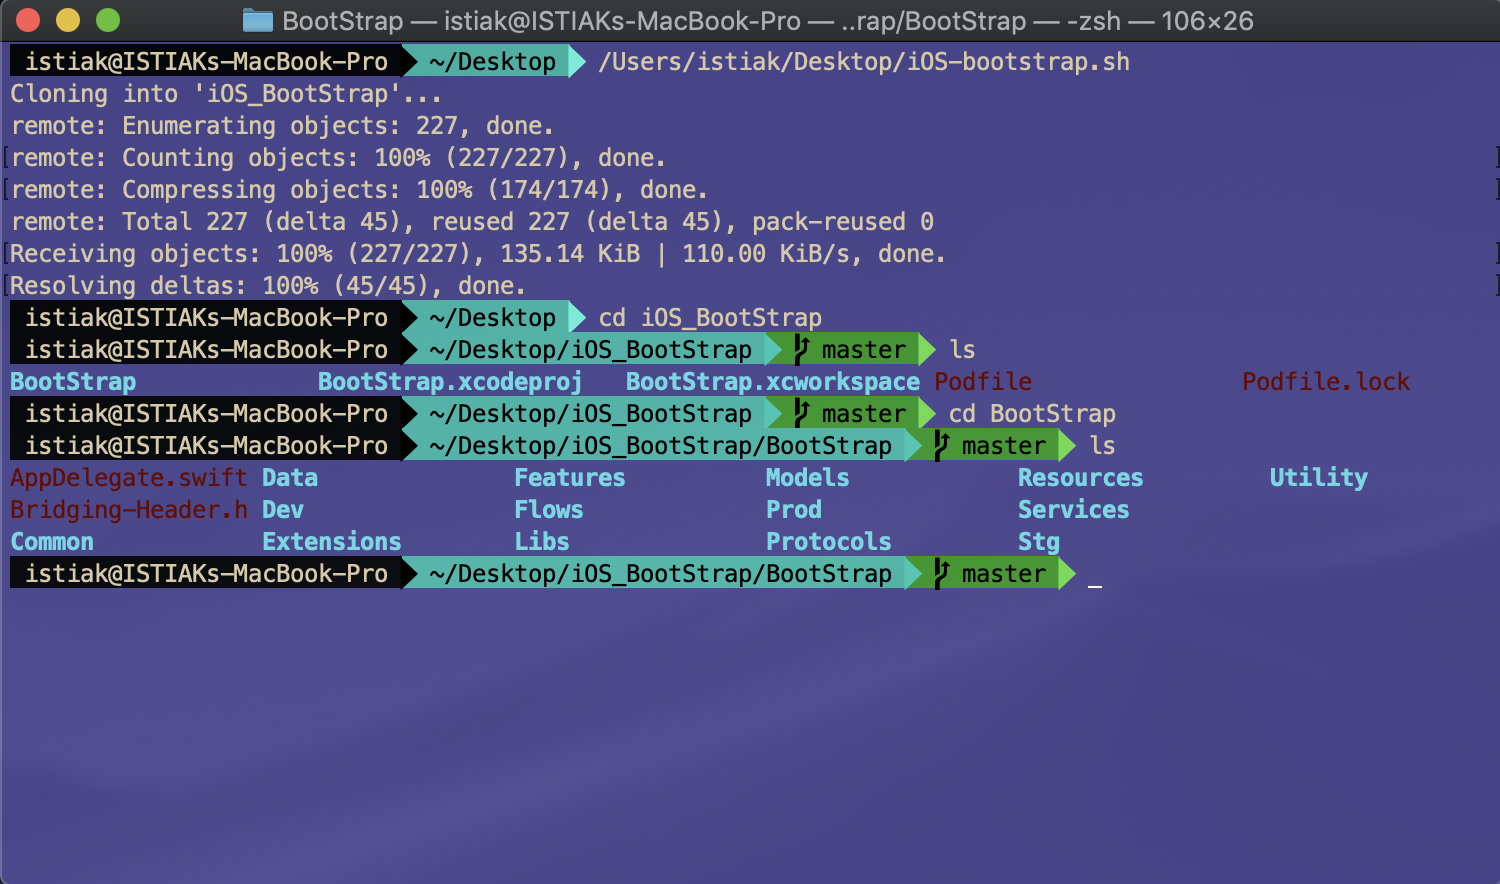 BootStrap — istiak@ISTIAKs-MacBook-Pro — ..rap/BootStrap — -zsh — 106×26
istiak@ISTIAKs-MacBook-Pro ~/Desktop /Users/istiak/Desktop/iOS-bootstrap.sh
Cloning into 'iOS_BootStrap'...
remote: Enumerating objects: 227, done.
[remote: Counting objects: 100% (227/227), done. ]
[remote: Compressing objects: 100% (174/174), done. ]
remote: Total 227 (delta 45), reused 227 (delta 45), pack-reused 0
[Receiving objects: 100% (227/227), 135.14 KiB | 110.00 KiB/s, done. ]
[Resolving deltas: 100% (45/45), done. ]
istiak@ISTIAKs-MacBook-Pro ~/Desktop cd iOS_BootStrap
istiak@ISTIAKs-MacBook-Pro ~/Desktop/iOS_BootStrap master ls
BootStrap BootStrap.xcodeproj BootStrap.xcworkspace Podfile Podfile.lock
istiak@ISTIAKs-MacBook-Pro ~/Desktop/iOS_BootStrap master cd BootStrap
istiak@ISTIAKs-MacBook-Pro ~/Desktop/iOS_BootStrap/BootStrap master ls
AppDelegate.swift Data Features Models Resources Utility
Bridging-Header.h Dev Flows Prod Services
Common Extensions Libs Protocols Stg
istiak@ISTIAKs-MacBook-Pro ~/Desktop/iOS_BootStrap/BootStrap master _